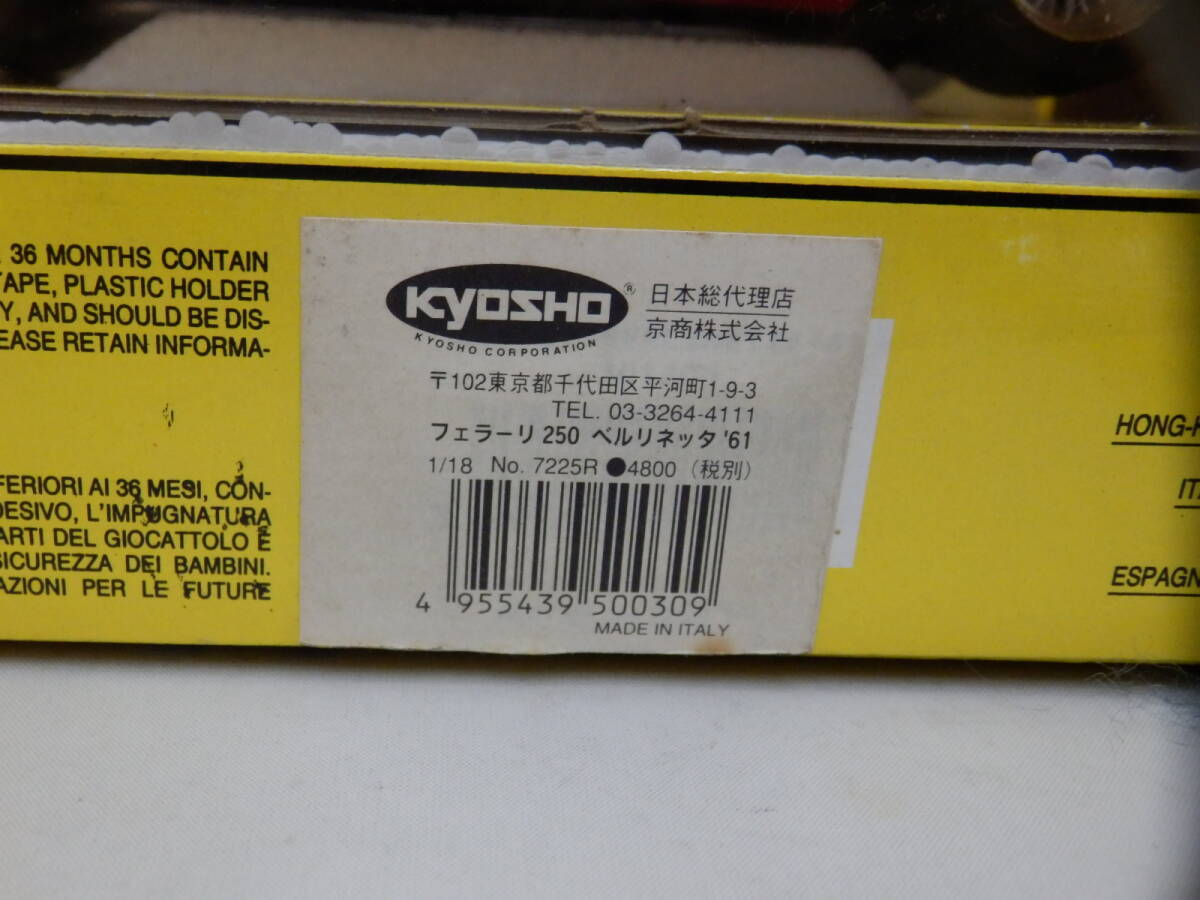 36 MONTHS CONTAIN
TAPE, PLASTIC HOLDER
Y, AND SHOULD BE DIS-
EASE RETAIN INFORMA-
FERIORI AI 36 MESI, CON-
DESIVO, L'IMPUGNATURA
ARTI DEL GIOCATTOLO E
SICUREZZA DEI BAMBINI.
AZIONI PER LE FUTURE
KYOSHO ®
KYOSHO CORPORATION
日本総代理店
京商株式会社
〒102東京都千代田区平河町1-9-3
TEL. 03-3264-4111
フェラーリ 250 ベルリネッタ '61
1/18 No. 7225R ●4800 (税別)
4 955439 500309
MADE IN ITALY
HONG-K
ITA
ESPAGN